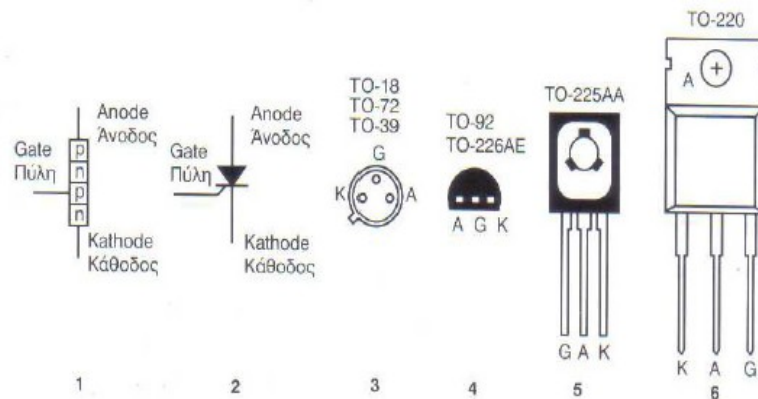 Anode
Άνοδος
Gate
Πύλη
p
n
p
n
Kathode
Κάθοδος
1
Anode
Άνοδος
Gate
Πύλη
Kathode
Κάθοδος
2
TO-18
TO-72
TO-39
G
K A
3
TO-92
TO-226AE
A G K
4
TO-225AA
G A K
5
TO-220
A
K A G
6